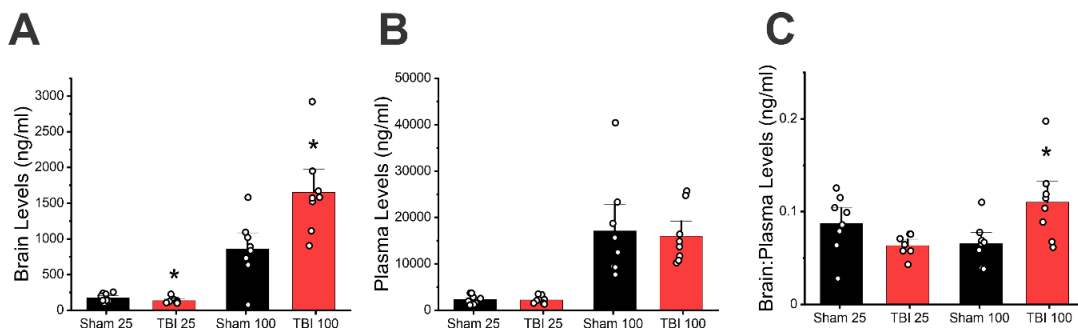 A
Brain Levels (ng/ml)
3000
2500
2000
1500
1000
500
0
*
*
Sham 25 TBI 25 Sham 100 TBI 100
B
Plasma Levels (ng/ml)
50000
40000
30000
20000
10000
0
Sham 25 TBI 25 Sham 100 TBI 100
C
Brain:Plasma Levels (ng/ml)
0.2
0.1
0
*
Sham 25 TBI 25 Sham 100 TBI 100